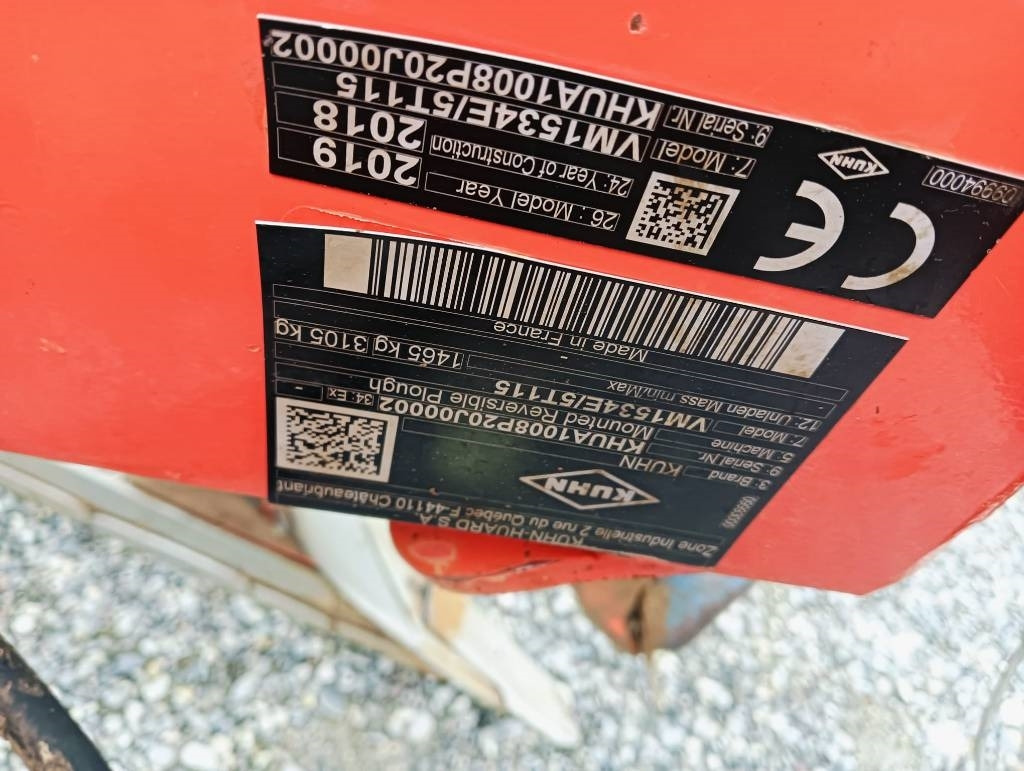 KUHN-HUARD S.A.
Zone Industrielle 2 rue du Québec F-44110 Châteaubriant
KUHN
3: Brand KUHN
9: Serial Nr KHUA1008P20J00002 34: Ex -
5: Machine Mounted Reversible Plough
7: Model VM1534E/5T115
12: Unladen Mass min/Max - 1465 kg 3105 kg
Made in France
CE
26 : Model Year 2019
24: Year of Construction 2018
KUHN
7: Model VM1534E/5T115
9: Serial Nr KHUA1008P20J00002